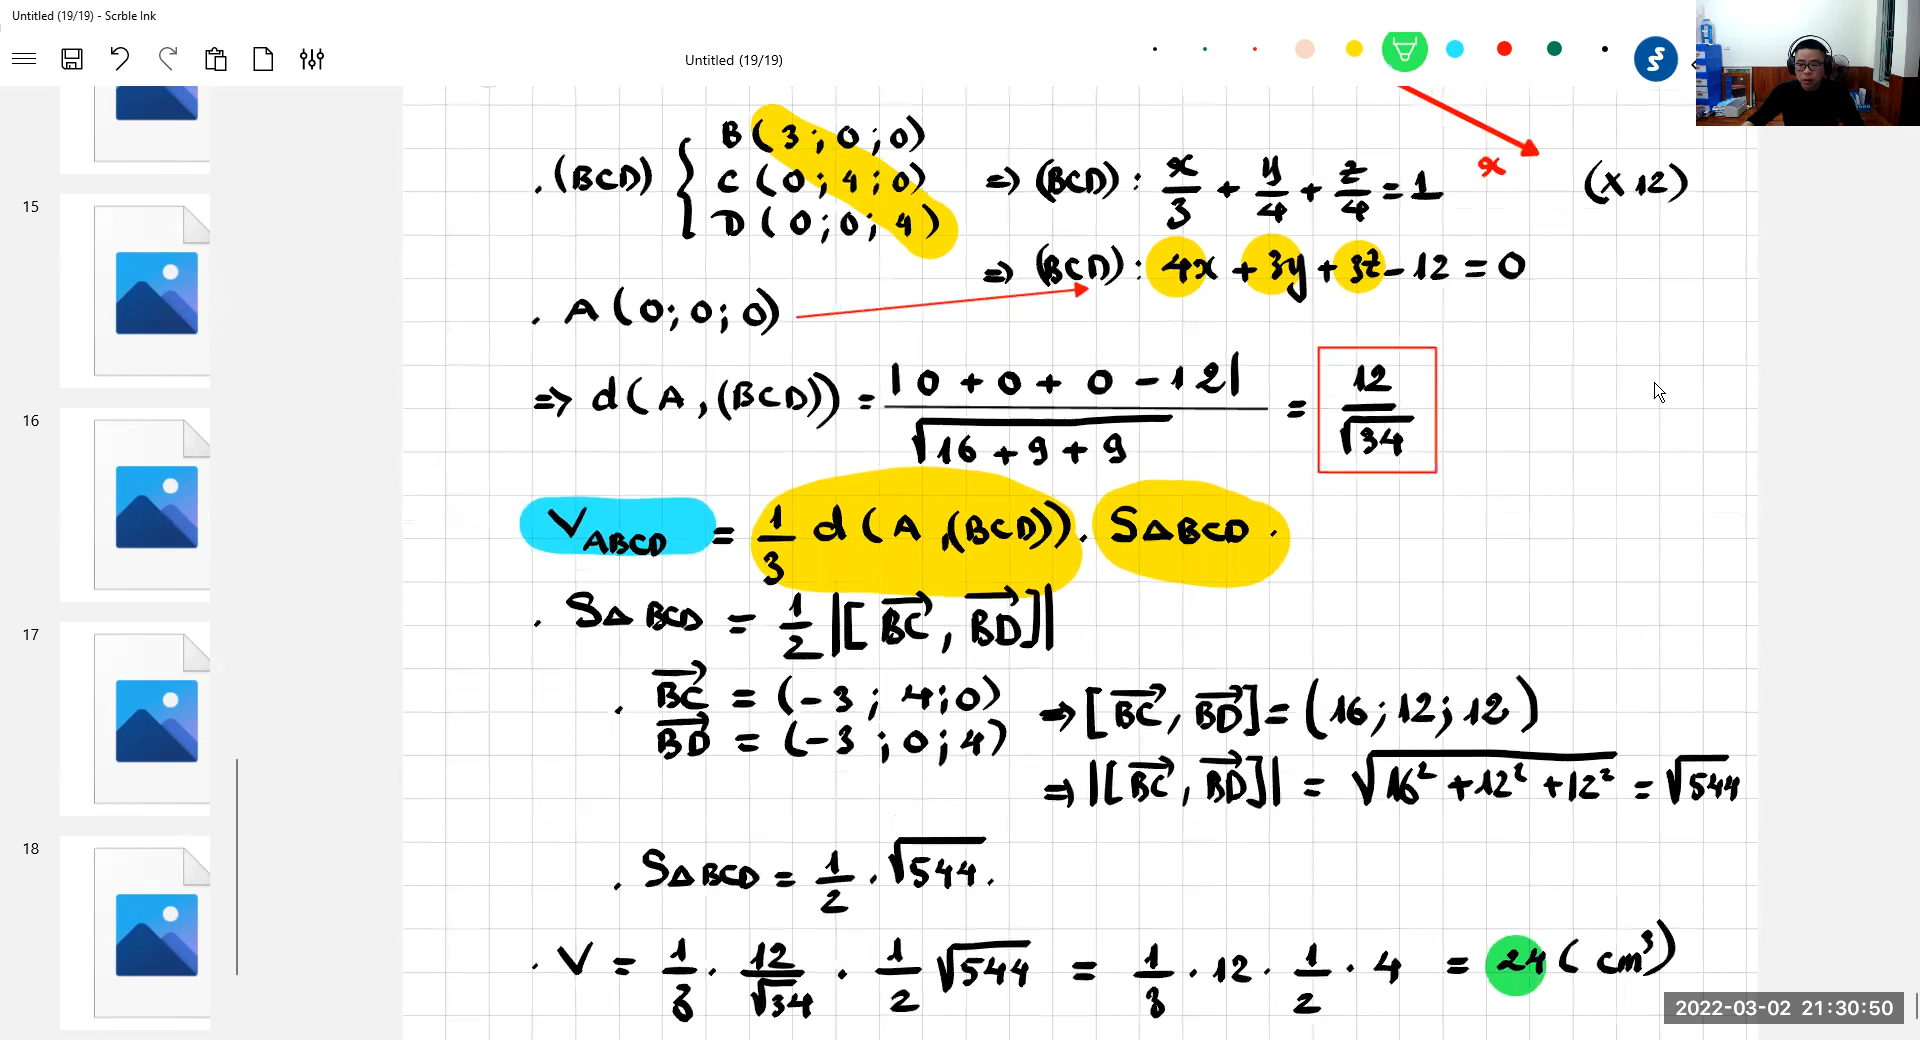 Untitled (19/19) - Scrble Ink
Untitled (19/19)
15
16
17
18
. (BCD) { B (3 ; 0 ; 0)
C (0 ; 4 ; 0)
D (0 ; 0 ; 4)
=> (BCD) : x/3 + y/4 + z/4 = 1 (x 12)
=> (BCD) : 4x + 3y + 3z - 12 = 0
. A (0 ; 0 ; 0)
=> d(A, (BCD)) = |0 + 0 + 0 - 12| / √(16 + 9 + 9) = 12/√34
V_ABCD = 1/3 d(A, (BCD)) . S△BCD .
. S△BCD = 1/2 |[→BC, →BD]|
. →BC = (-3 ; 4 ; 0)
→BD = (-3 ; 0 ; 4)
=> [→BC, →BD] = (16 ; 12 ; 12)
=> |[→BC, →BD]| = √(16² + 12² + 12²) = √544
. S△BCD = 1/2 . √544 .
. V = 1/3 . 12/√34 . 1/2 √544 = 1/3 . 12 . 1/2 . 4 = 24 (cm³)
2022-03-02 21:30:50